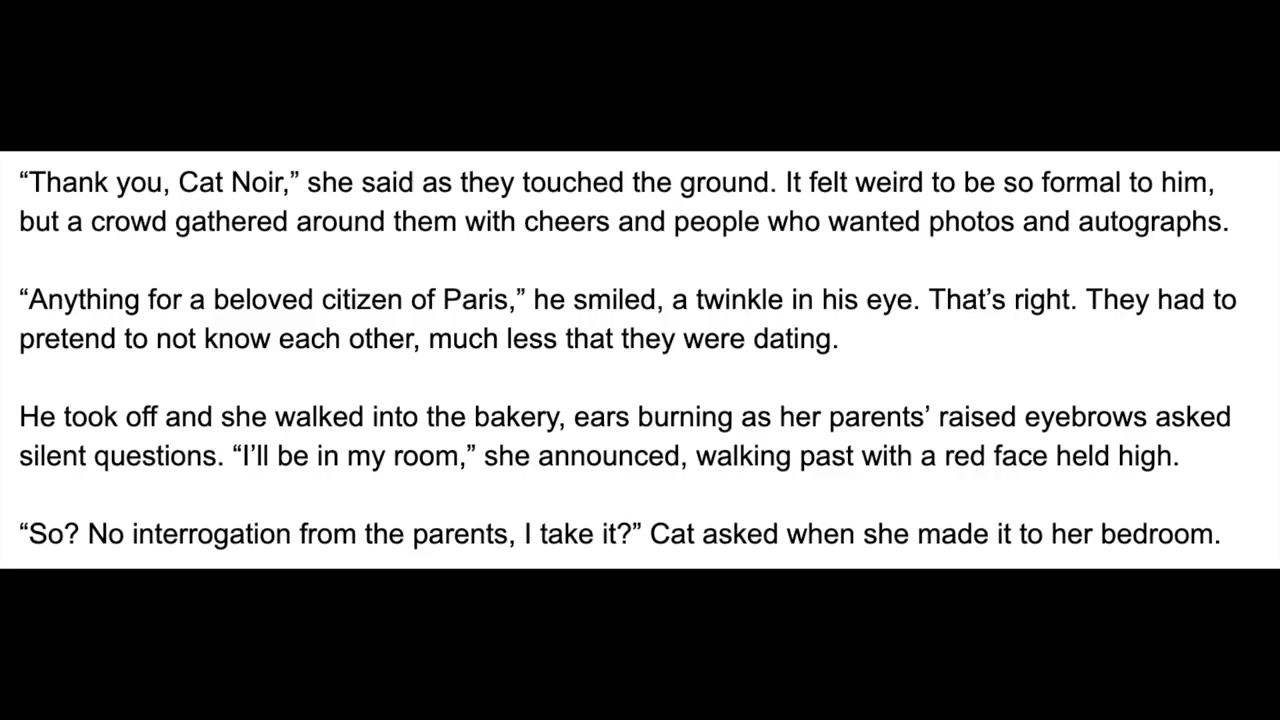 “Thank you, Cat Noir,” she said as they touched the ground. It felt weird to be so formal to him,
but a crowd gathered around them with cheers and people who wanted photos and autographs.
“Anything for a beloved citizen of Paris,” he smiled, a twinkle in his eye. That’s right. They had to
pretend to not know each other, much less that they were dating.
He took off and she walked into the bakery, ears burning as her parents’ raised eyebrows asked
silent questions. “I’ll be in my room,” she announced, walking past with a red face held high.
“So? No interrogation from the parents, I take it?” Cat asked when she made it to her bedroom.